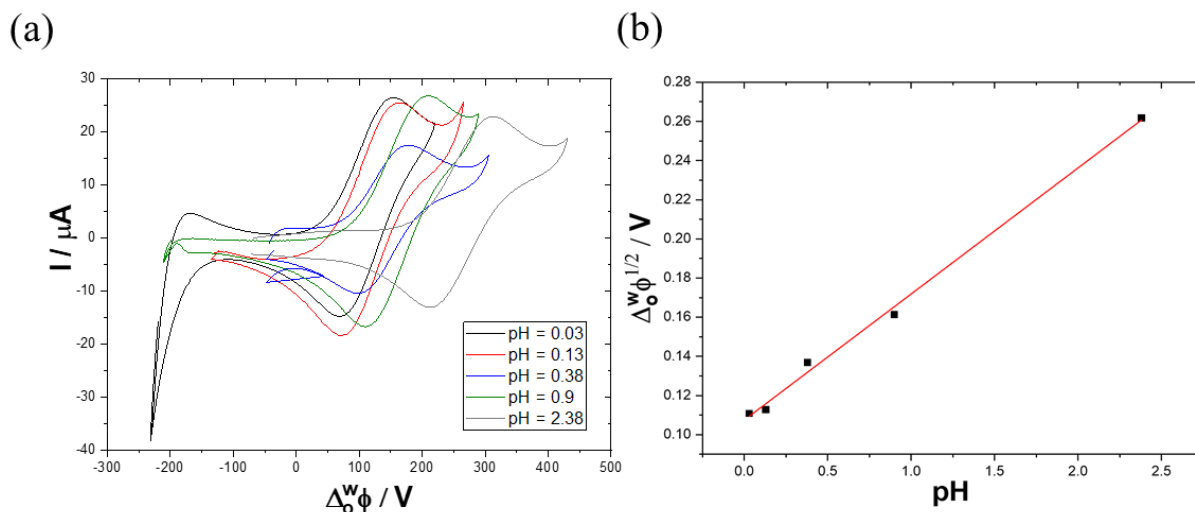 (a)
30
20
10
0
-10
-20
-30
-40
I / μA
-300 -200 -100 0 100 200 300 400 500
Δ_o^w ϕ / V
pH = 0.03
pH = 0.13
pH = 0.38
pH = 0.9
pH = 2.38
(b)
0.28
0.26
0.24
0.22
0.20
0.18
0.16
0.14
0.12
0.10
Δ_o^w ϕ^1/2 / V
0.0 0.5 1.0 1.5 2.0 2.5
pH